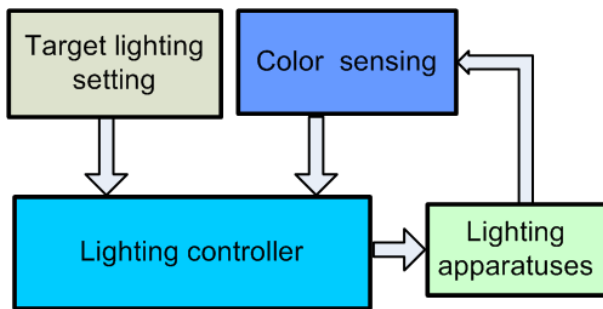 Target lighting
setting
Color sensing
Lighting controller
Lighting
apparatuses